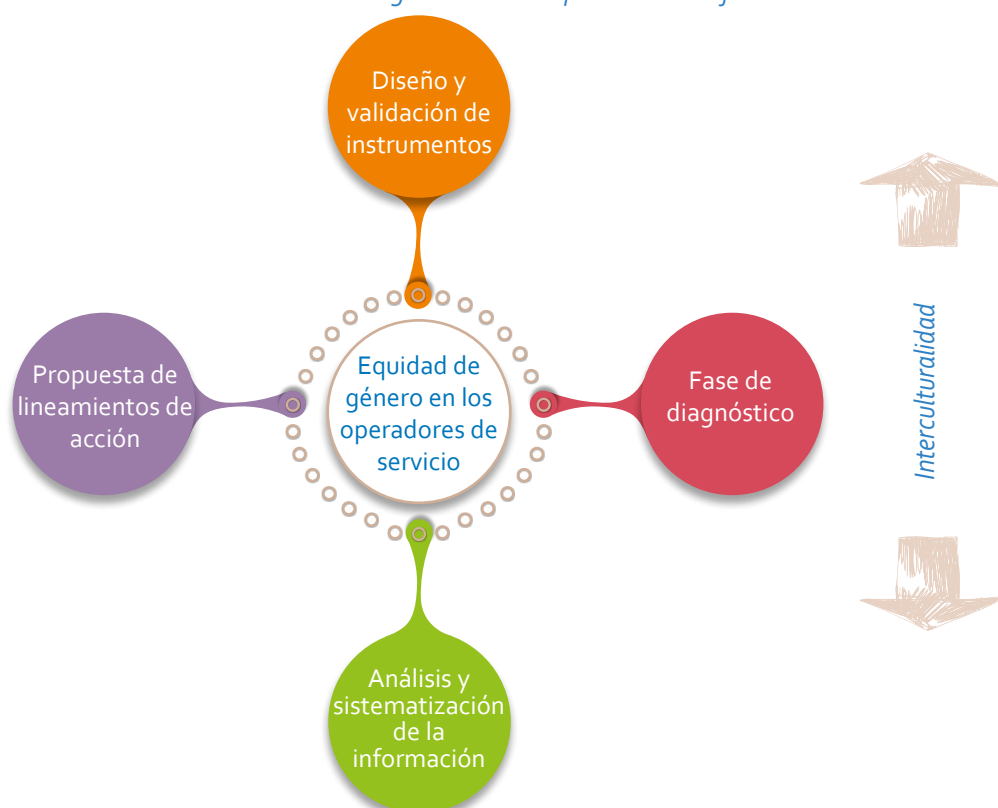 Diseño y
validación de
instrumentos
Propuesta de
lineamientos de
acción
Equidad de
género en los
operadores de
servicio
Fase de
diagnóstico
Interculturalidad
Análisis y
sistematización
de la
información